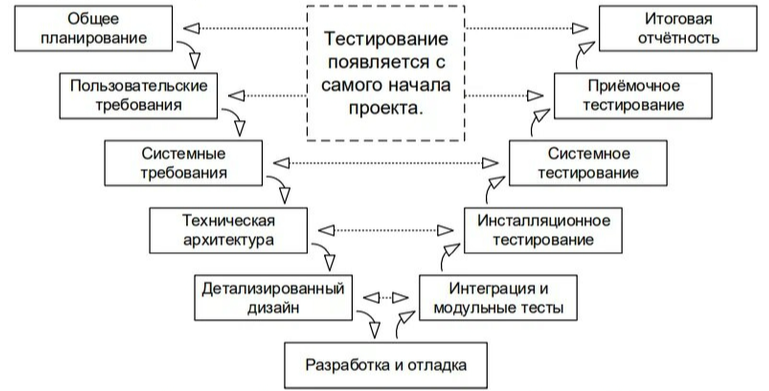 Общее
планирование
Тестирование
появляется с
самого начала
проекта.
Итоговая
отчётность
Пользовательские
требования
Приёмочное
тестирование
Системные
требования
Системное
тестирование
Техническая
архитектура
Инсталляционное
тестирование
Детализированный
дизайн
Интеграция и
модульные тесты
Разработка и отладка